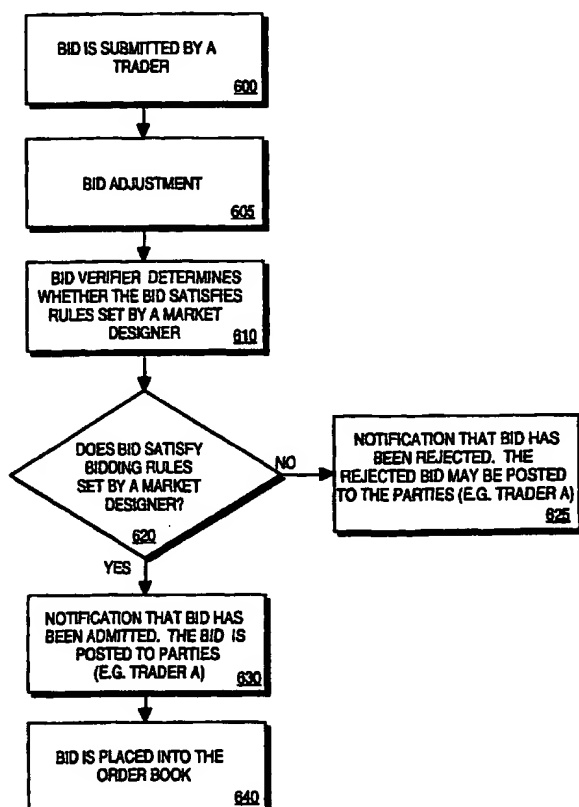 BID IS SUBMITTED BY A
TRADER
600
BID ADJUSTMENT
605
BID VERIFIER DETERMINES
WHETHER THE BID SATISFIES
RULES SET BY A MARKET
DESIGNER
610
DOES BID SATISFY
BIDDING RULES
SET BY A MARKET
DESIGNER?
620
NO
NOTIFICATION THAT BID HAS
BEEN REJECTED. THE
REJECTED BID MAY BE POSTED
TO THE PARTIES (E.G. TRADER A)
625
YES
NOTIFICATION THAT BID HAS
BEEN ADMITTED. THE BID IS
POSTED TO PARTIES
(E.G. TRADER A)
630
BID IS PLACED INTO THE
ORDER BOOK
640